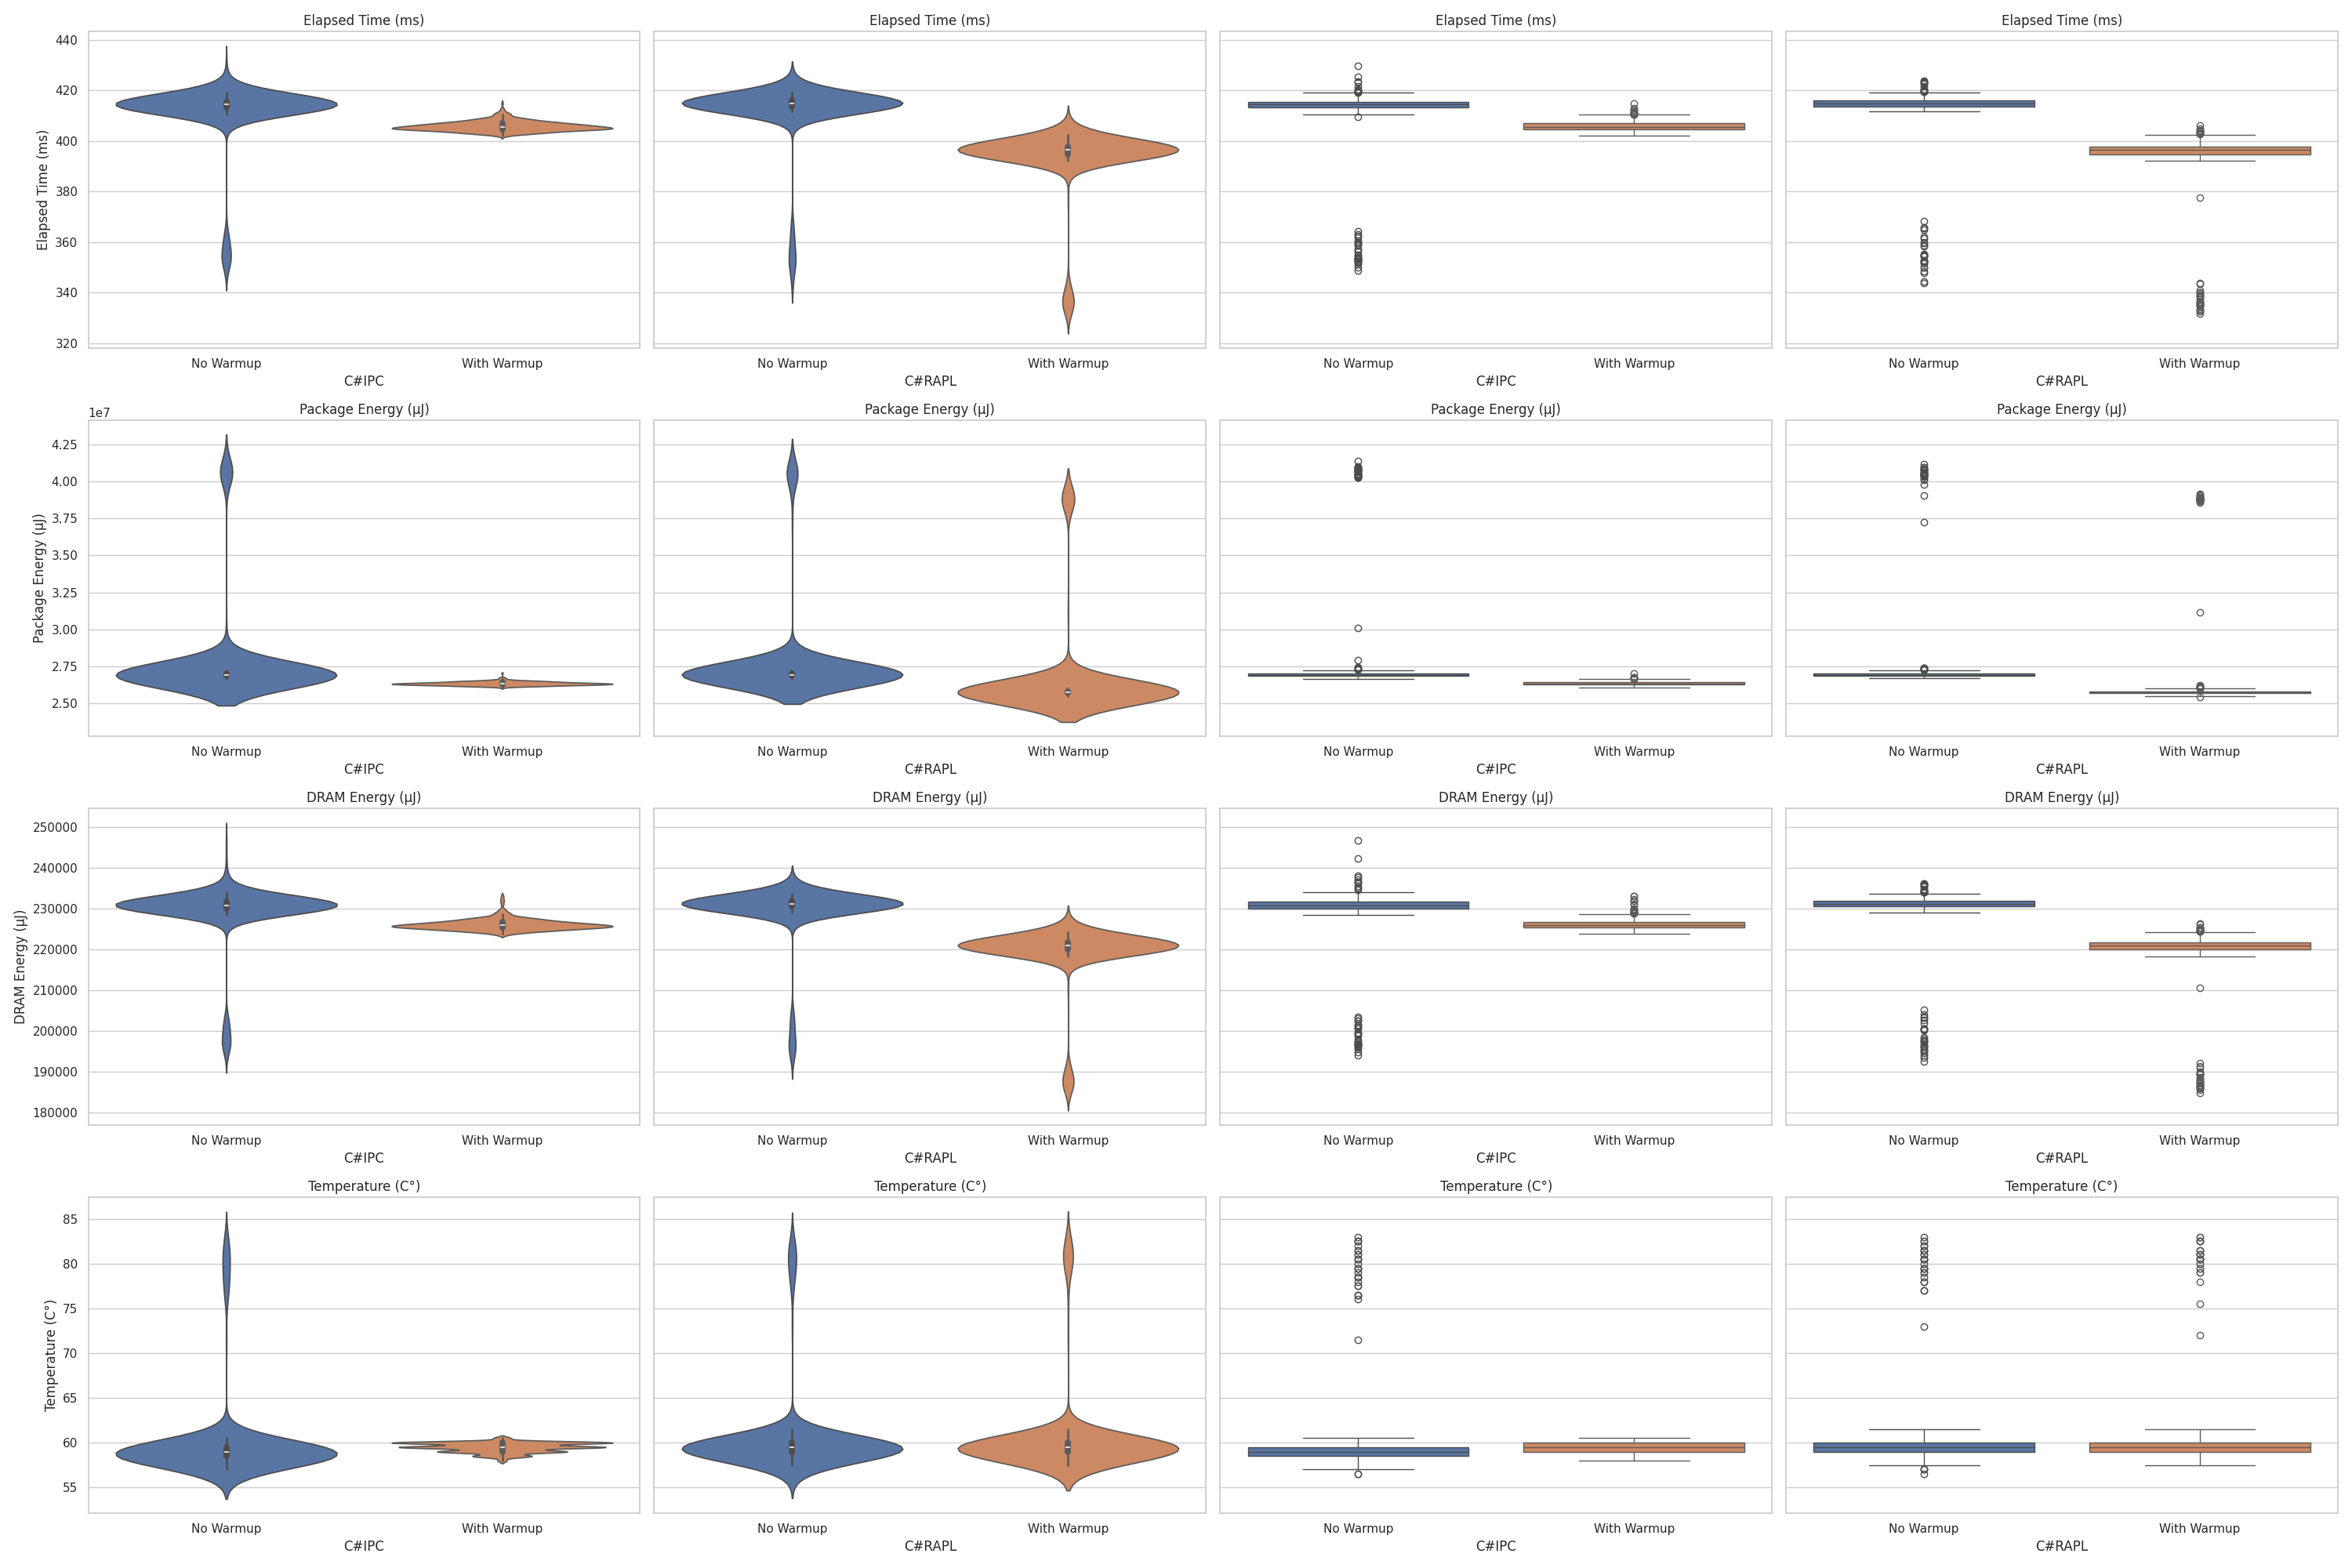 Elapsed Time (ms) Elapsed Time (ms) Elapsed Time (ms) Elapsed Time (ms)
Elapsed Time (ms)
440
420
400
380
360
340
320
No Warmup With Warmup No Warmup With Warmup No Warmup With Warmup No Warmup With Warmup
C#IPC C#RAPL C#IPC C#RAPL
1e7
Package Energy (µJ) Package Energy (µJ) Package Energy (µJ) Package Energy (µJ)
Package Energy (µJ)
4.25
4.00
3.75
3.50
3.25
3.00
2.75
2.50
No Warmup With Warmup No Warmup With Warmup No Warmup With Warmup No Warmup With Warmup
C#IPC C#RAPL C#IPC C#RAPL
DRAM Energy (µJ) DRAM Energy (µJ) DRAM Energy (µJ) DRAM Energy (µJ)
DRAM Energy (µJ)
250000
240000
230000
220000
210000
200000
190000
180000
No Warmup With Warmup No Warmup With Warmup No Warmup With Warmup No Warmup With Warmup
C#IPC C#RAPL C#IPC C#RAPL
Temperature (C°) Temperature (C°) Temperature (C°) Temperature (C°)
Temperature (C°)
85
80
75
70
65
60
55
No Warmup With Warmup No Warmup With Warmup No Warmup With Warmup No Warmup With Warmup
C#IPC C#RAPL C#IPC C#RAPL